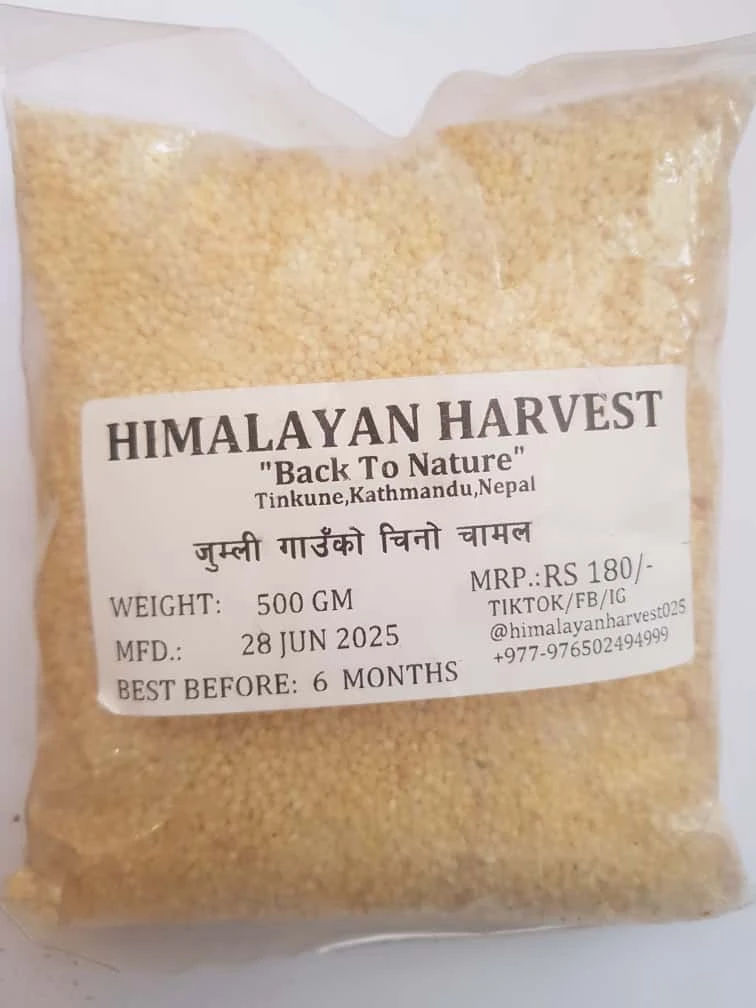 HIMALAYAN HARVEST
"Back To Nature"
Tinkune,Kathmandu,Nepal
जुम्ली गाउँको चिनो चामल
WEIGHT: 500 GM
MFD.: 28 JUN 2025
BEST BEFORE: 6 MONTHS
MRP.:RS 180/-
TIKTOK/FB/IG
@himalayanharvest025
+977-976502494999